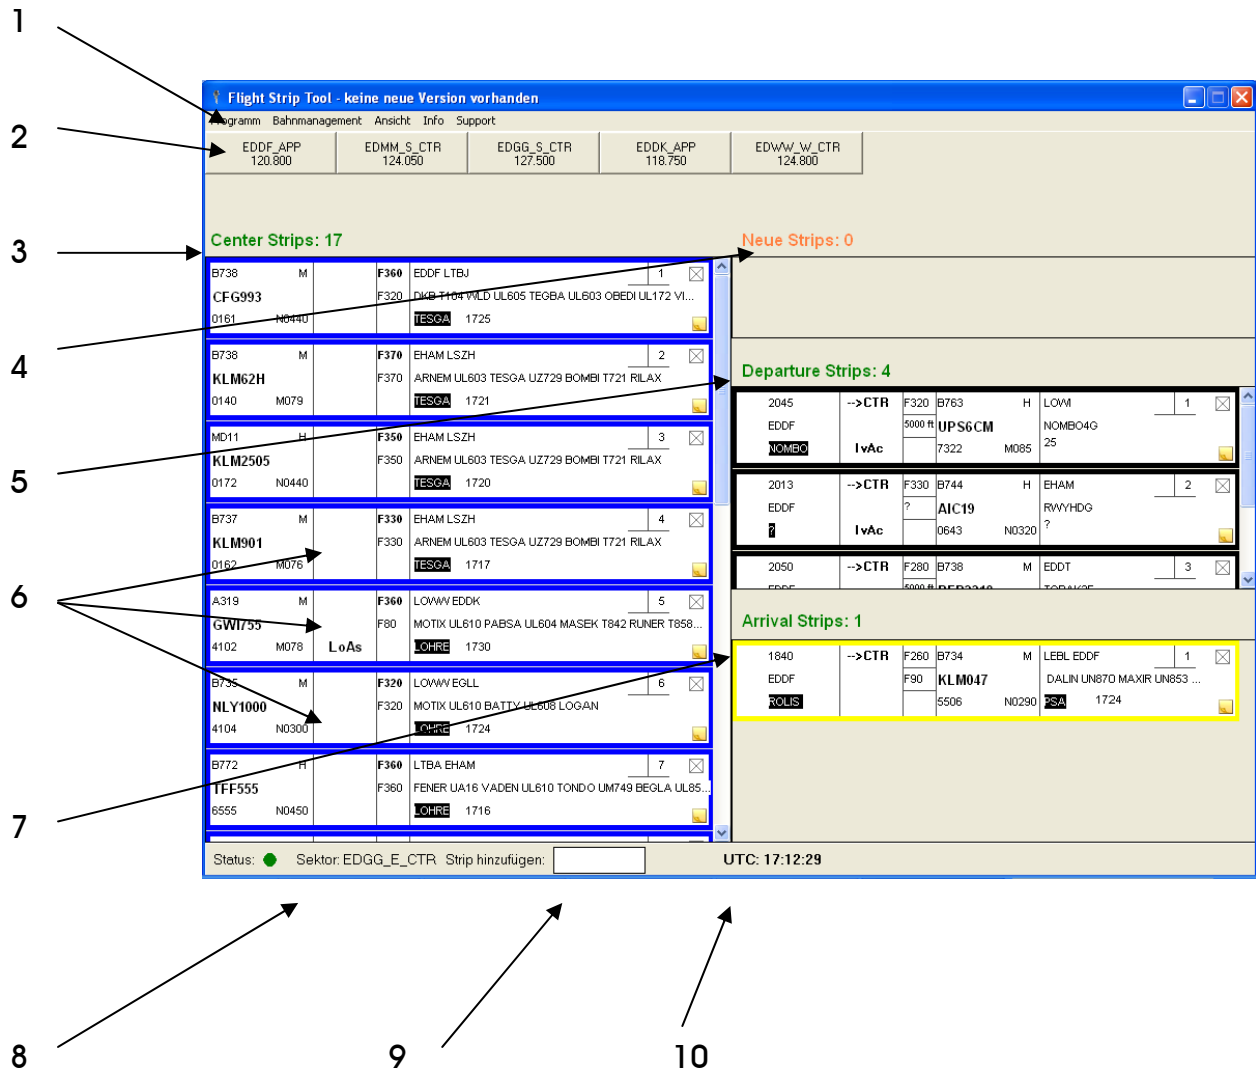 1
2
3
4
5
6
7
8
9
10
Flight Strip Tool - keine neue Version vorhanden
Programm Bahnmanagement Ansicht Info Support
EDDF_APP
120.800
EDMM_S_CTR
124.050
EDGG_S_CTR
127.500
EDDK_APP
118.750
EDWW_W_CTR
124.800
Center Strips: 17
B738 M F360 EDDF LTBJ 1
CFG993 F320 DKB T104 WLD UL605 TEGBA UL603 OBEDI UL172 VI...
0161 N0440 TESGA 1725
B738 M F370 EHAM LSZH 2
KLM62H F370 ARNEM UL603 TESGA UZ729 BOMBI T721 RILAX
0140 M079 TESGA 1721
MD11 H F350 EHAM LSZH 3
KLM2505 F350 ARNEM UL603 TESGA UZ729 BOMBI T721 RILAX
0172 N0440 TESGA 1720
B737 M F330 EHAM LSZH 4
KLM901 F330 ARNEM UL603 TESGA UZ729 BOMBI T721 RILAX
0162 M076 TESGA 1717
A319 M F360 LOWW EDDK 5
GWI755 F80 MOTIX UL610 PABSA UL604 MASEK T842 RUNER T858...
4102 M078 LoAs LOHRE 1730
B735 M F320 LOWW EGLL 6
NLY1000 F320 MOTIX UL610 BATTY UL608 LOGAN
4104 N0300 LOHRE 1724
B772 H F360 LTBA EHAM 7
TFF555 F360 FENER UA16 VADEN UL610 TONDO UM749 BEGLA UL85...
6555 N0450 LOHRE 1716
Neue Strips: 0
Departure Strips: 4
2045 -->CTR F320 B763 H LOWI 1
EDDF 5000 ft UPS6CM NOMBO4G
NOMBO IvAc 7322 M085 25
2013 -->CTR F330 B744 H EHAM 2
EDDF ? AIC19 RWYHDG
? IvAc 0643 N0320 ?
2050 -->CTR F280 B738 M EDDT 3
EDDF 5000 ft
Arrival Strips: 1
1840 -->CTR F260 B734 M LEBL EDDF 1
EDDF F90 KLM047 DALIN UN870 MAXIR UN853 ...
ROLIS 5506 N0290 PSA 1724
Status: Sektor: EDGG_E_CTR Strip hinzufügen: UTC: 17:12:29